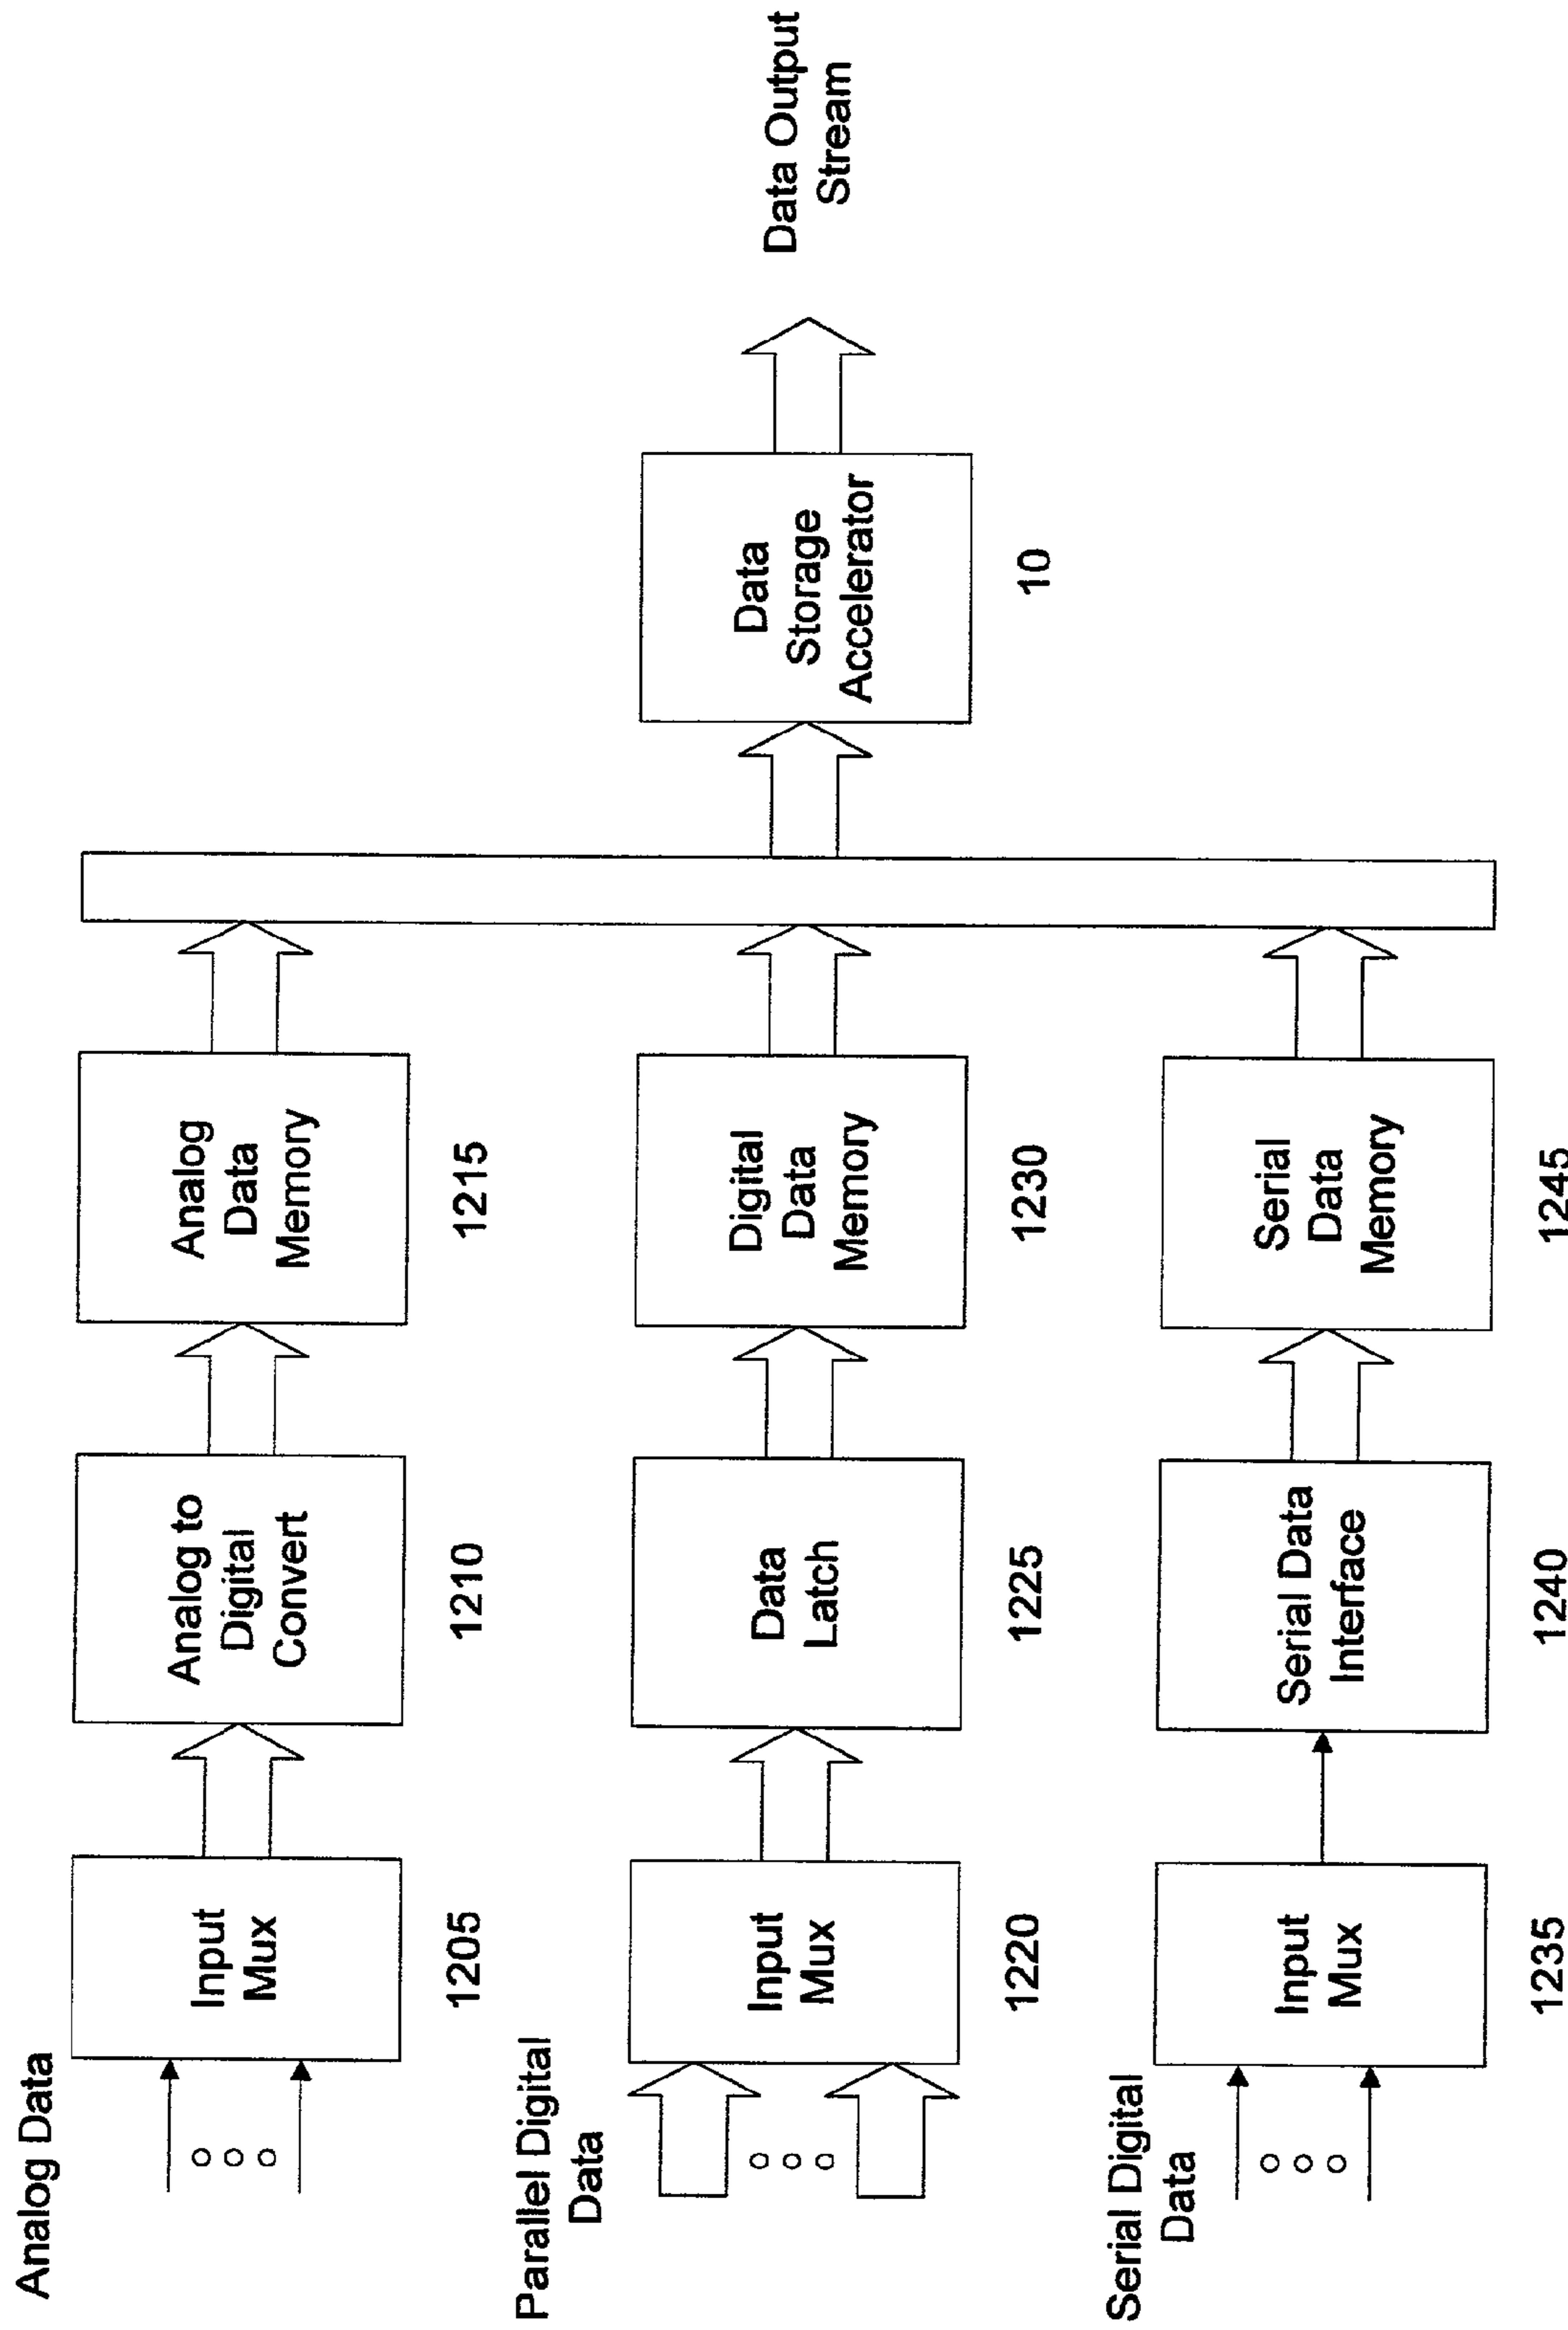 Analog Data
Input
Mux
1205
Analog to
Digital
Convert
1210
Analog
Data
Memory
1215
Parallel Digital
Data
Input
Mux
1220
Data
Latch
1225
Digital
Data
Memory
1230
Data
Storage
Accelerator
10
Data Output
Stream
Serial Digital
Data
Input
Mux
1235
Serial Data
Interface
1240
Serial
Data
Memory
1245